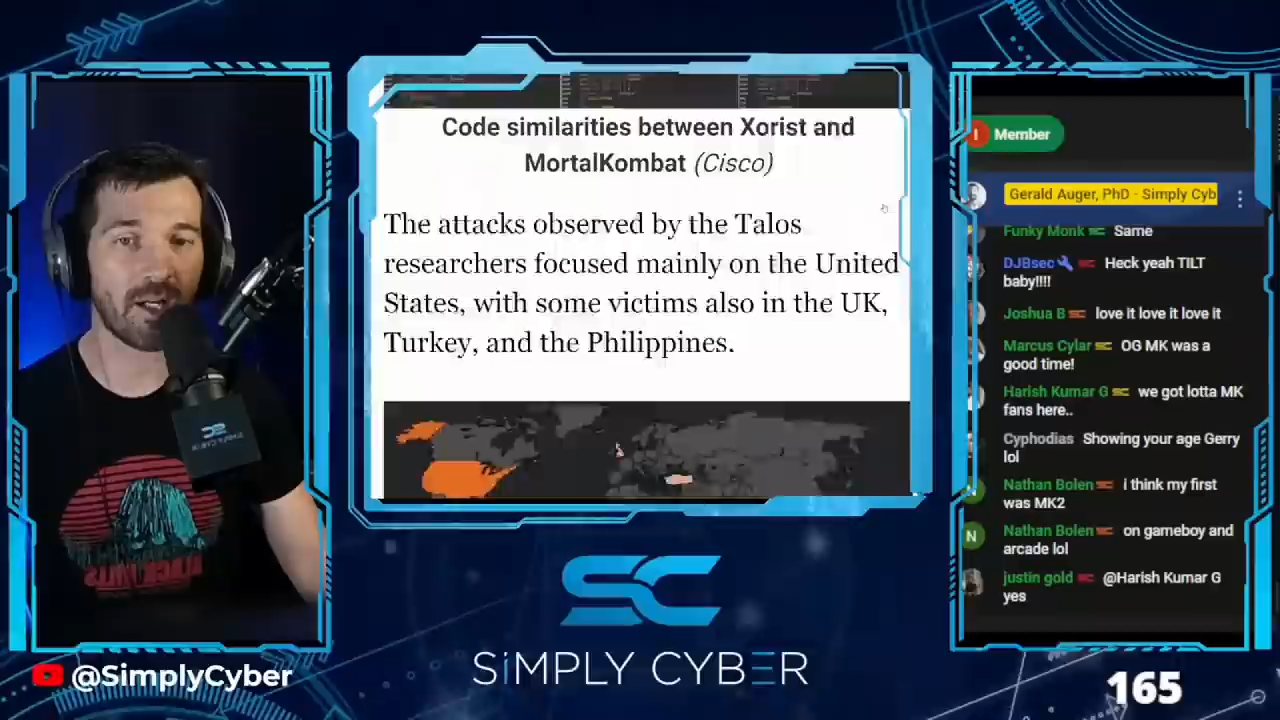 Code similarities between Xorist and
MortalKombat (Cisco)
The attacks observed by the Talos
researchers focused mainly on the United
States, with some victims also in the UK,
Turkey, and the Philippines.
SC
SiMPLY CYBER
@SimplyCyber
I Member
Gerald Auger, PhD - Simply Cyb
Funky Monk Same
DJBsec Heck yeah TILT
baby!!!!
Joshua B love it love it love it
Marcus Cylar OG MK was a
good time!
Harish Kumar G we got lotta MK
fans here..
Cyphodias Showing your age Gerry
lol
Nathan Bolen i think my first
was MK2
N Nathan Bolen on gameboy and
arcade lol
justin gold @Harish Kumar G
yes
165